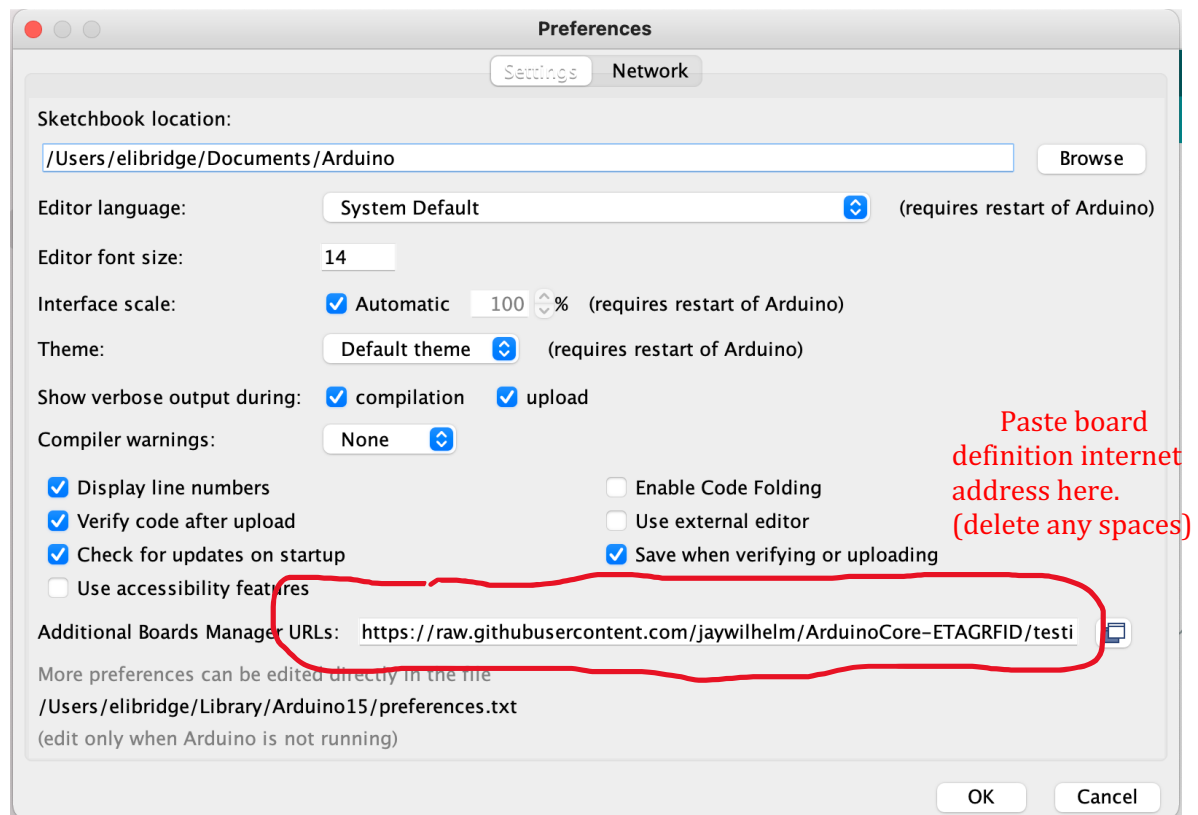 Preferences
Settings Network
Sketchbook location:
/Users/elibridge/Documents/Arduino Browse
Editor language: System Default (requires restart of Arduino)
Editor font size: 14
Interface scale: Automatic 100 % (requires restart of Arduino)
Theme: Default theme (requires restart of Arduino)
Show verbose output during: compilation upload
Compiler warnings: None
Display line numbers Enable Code Folding
Verify code after upload Use external editor
Check for updates on startup Save when verifying or uploading
Use accessibility features
Paste board
definition internet
address here.
(delete any spaces)
Additional Boards Manager URLs: https://raw.githubusercontent.com/jaywilhelm/ArduinoCore-ETAGRFID/testi
More preferences can be edited directly in the file
/Users/elibridge/Library/Arduino15/preferences.txt
(edit only when Arduino is not running)
OK Cancel